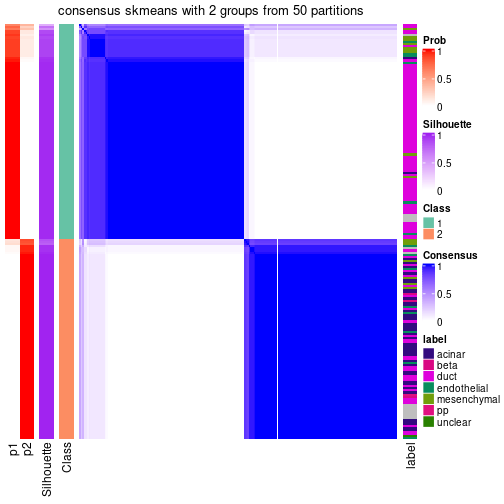 consensus skmeans with 2 groups from 50 partitions
Prob
1
0.5
0
Silhouette
1
0.5
0
Class
1
2
Consensus
1
0.5
0
label
acinar
beta
duct
endothelial
mesenchymal
pp
unclear
p1
p2
Silhouette
Class
label